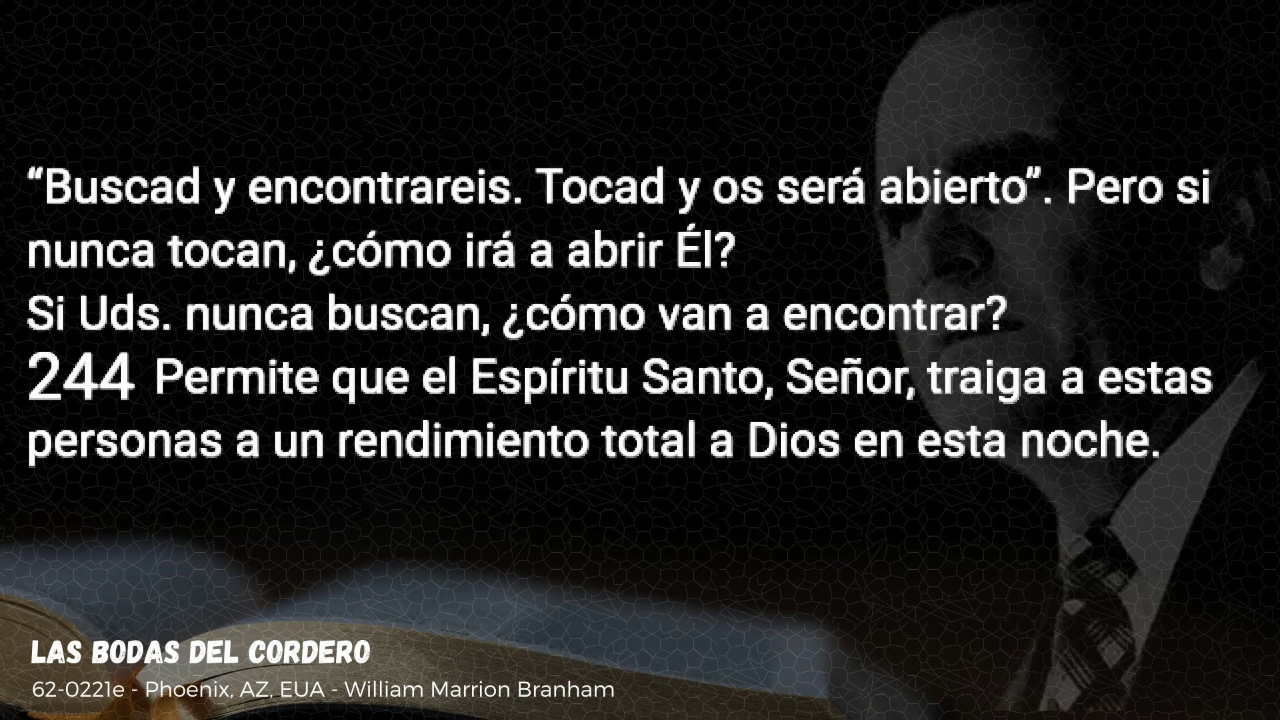 “Buscad y encontrareis. Tocad y os será abierto”. Pero si
nunca tocan, ¿cómo irá a abrir Él?
Si Uds. nunca buscan, ¿cómo van a encontrar?
244 Permite que el Espíritu Santo, Señor, traiga a estas
personas a un rendimiento total a Dios en esta noche.
LAS BODAS DEL CORDERO
62-0221e - Phoenix, AZ, EUA - William Marrion Branham